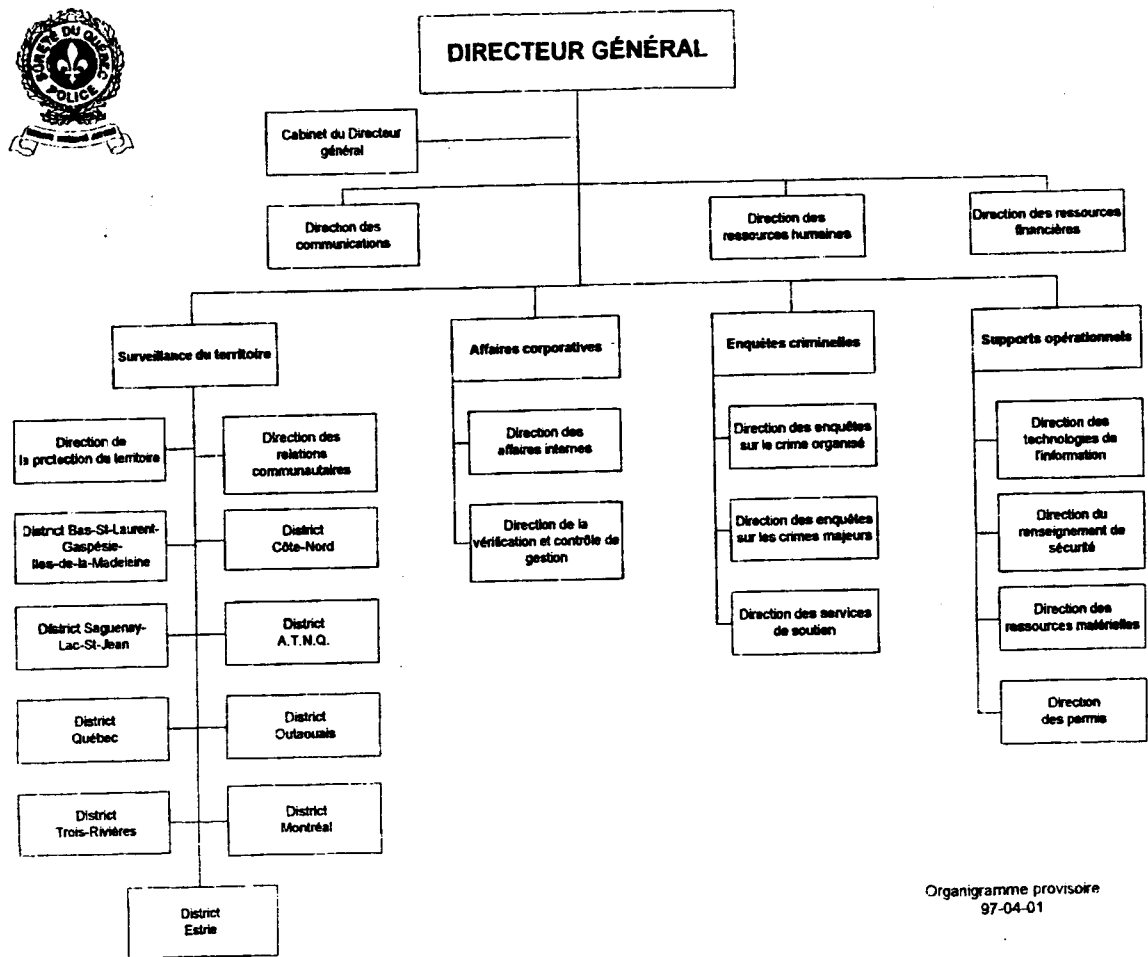 SÛRETÉ DU QUÉBEC
POLICE
DIRECTEUR GÉNÉRAL
Cabinet du Directeur
général
Direction des
communications
Direction des
ressources humaines
Direction des ressources
financières
Surveillance du territoire
Affaires corporatives
Enquêtes criminelles
Supports opérationnels
Direction de
la protection du territoire
Direction des
relations
communautaires
District Bas-St-Laurent-
Gaspésie-
Iles-de-la-Madeleine
District
Côte-Nord
District Saguenay-
Lac-St-Jean
District
A.T.N.Q.
District
Québec
District
Outaouais
District
Trois-Rivières
District
Montréal
District
Estrie
Direction des
affaires internes
Direction de la
vérification et contrôle de
gestion
Direction des enquêtes
sur le crime organisé
Direction des enquêtes
sur les crimes majeurs
Direction des services
de soutien
Direction des
technologies de
l'information
Direction du
renseignement de
sécurité
Direction des
ressources matérielles
Direction
des permis
Organigramme provisoire
97-04-01